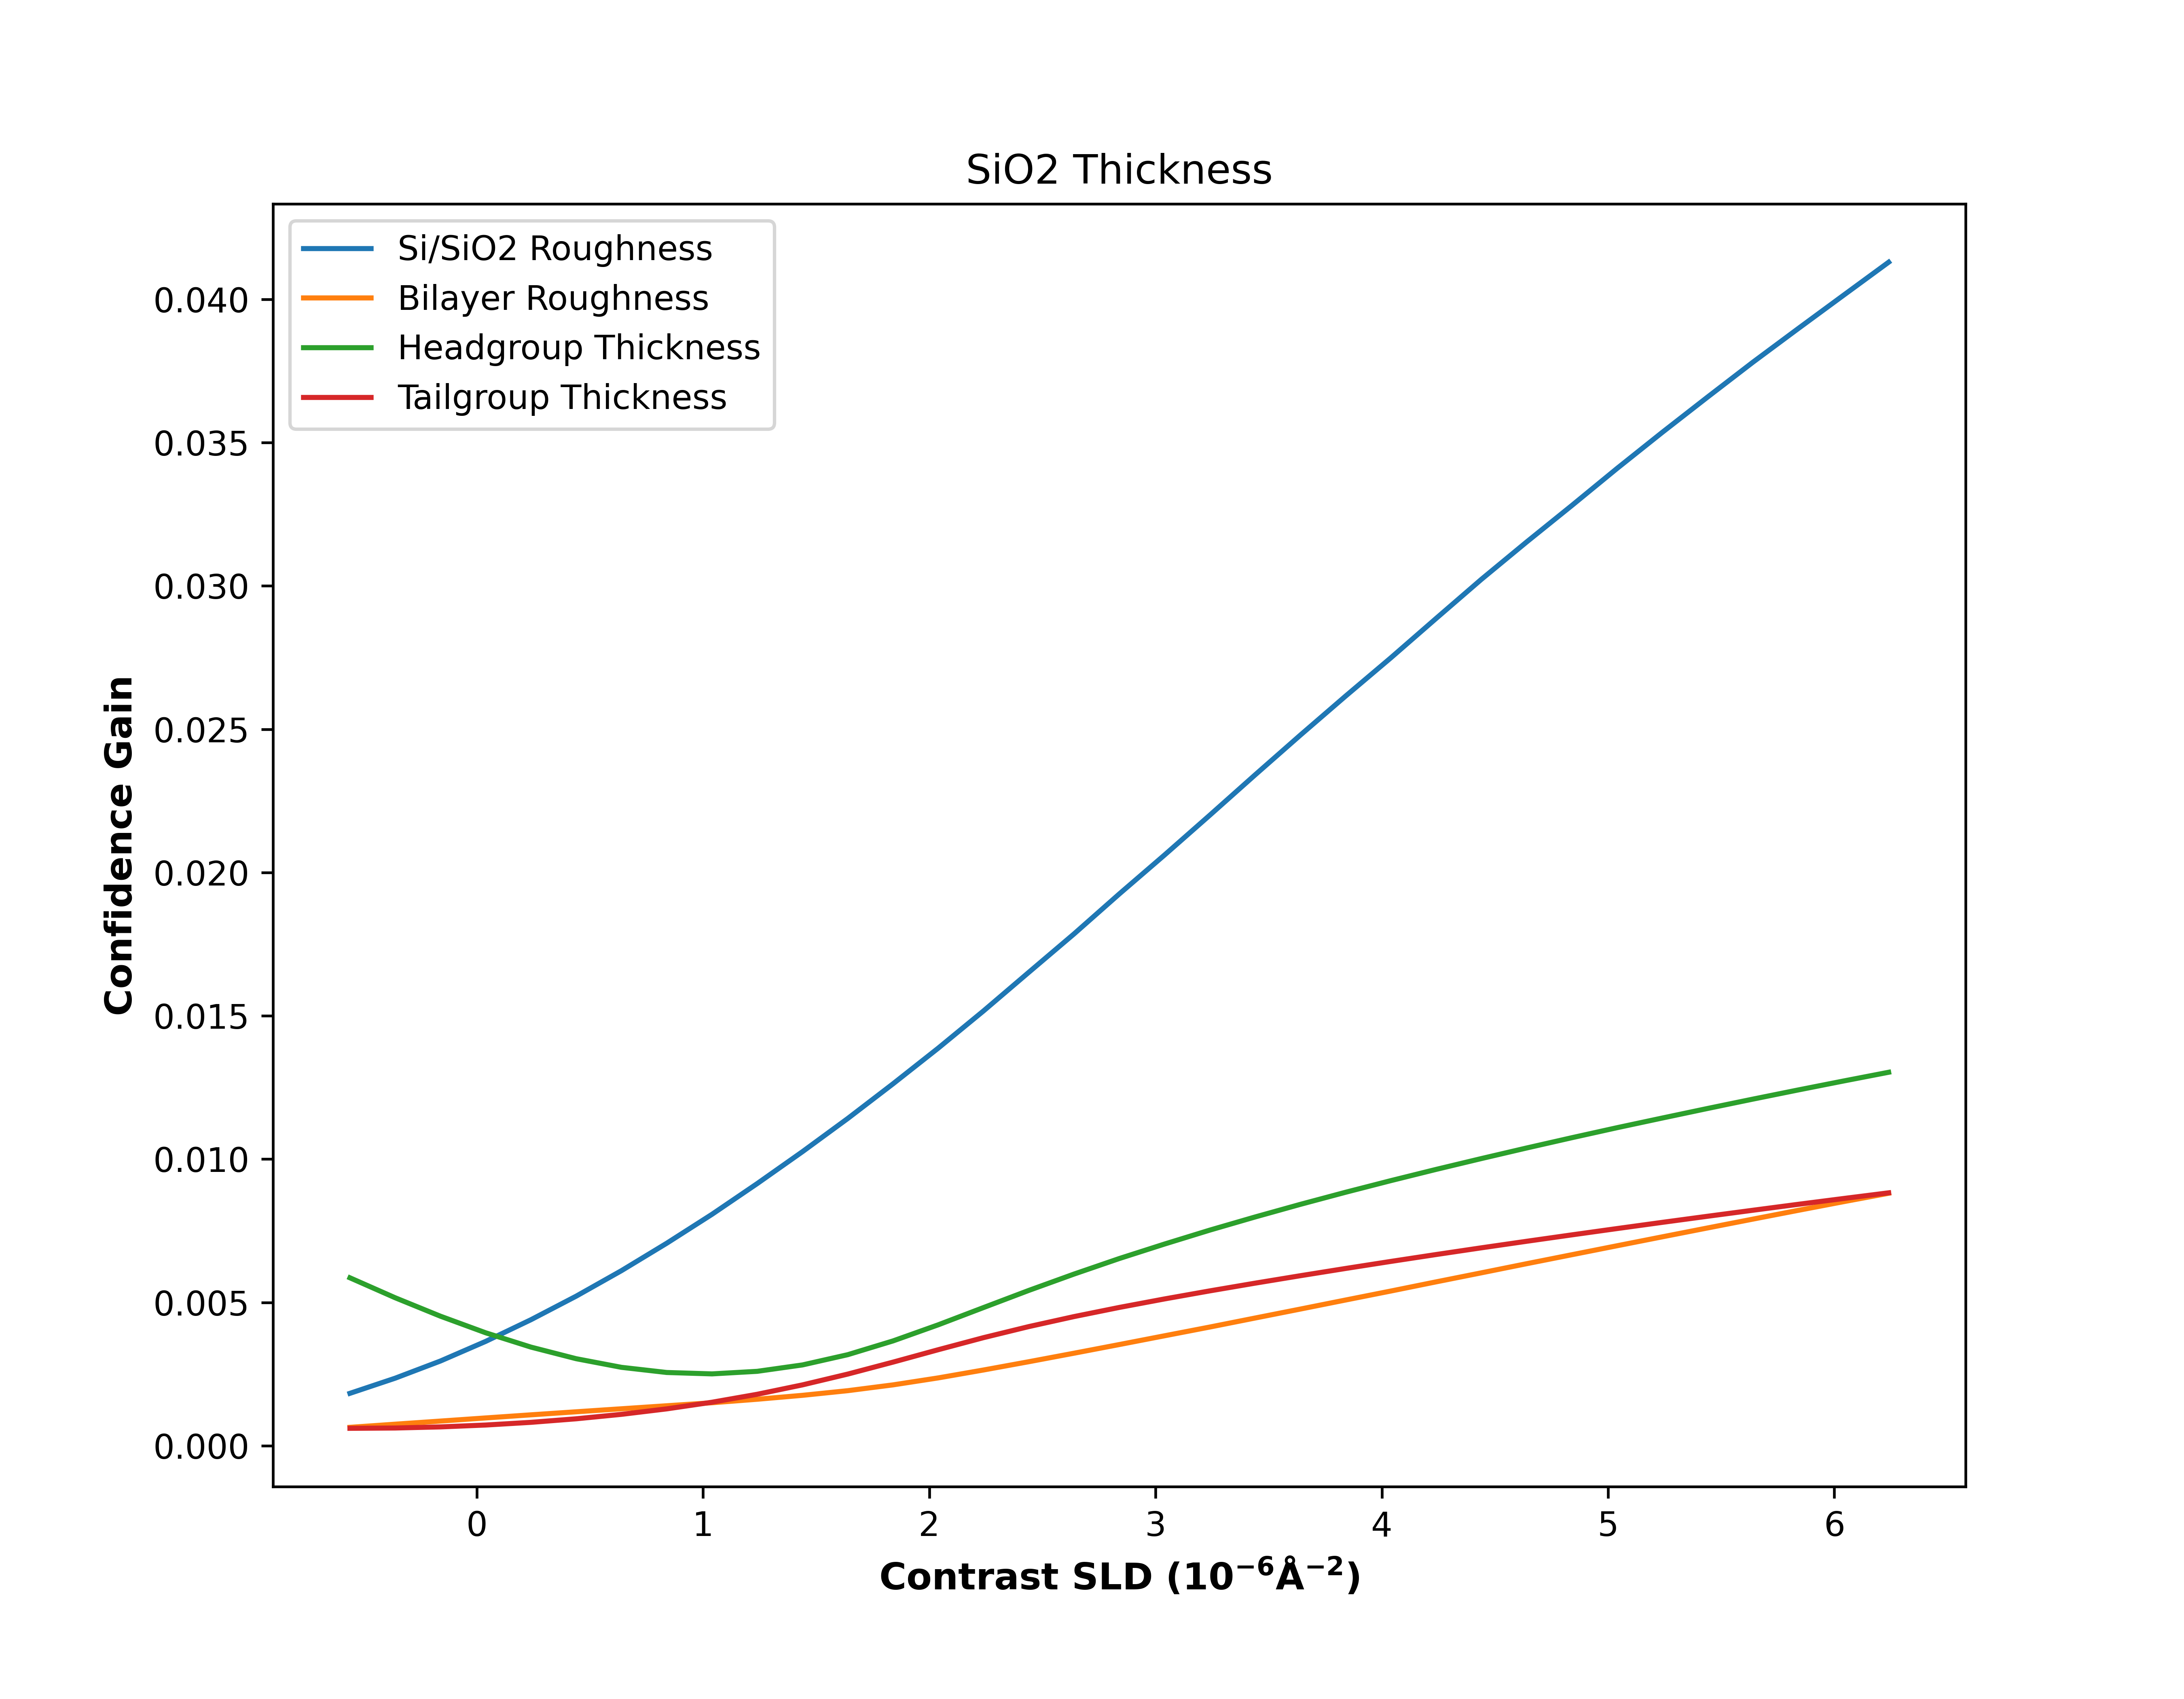 SiO2 Thickness
Si/SiO2 Roughness
Bilayer Roughness
Headgroup Thickness
Tailgroup Thickness
0.040
0.035
0.030
0.025
0.020
0.015
0.010
0.005
0.000
Confidence Gain
0 1 2 3 4 5 6
Contrast SLD (10⁻⁶Å⁻²)